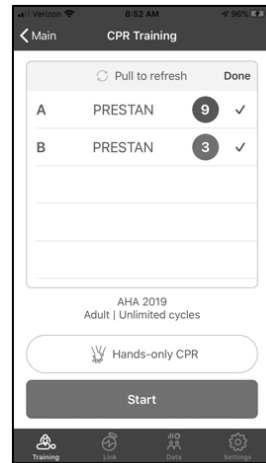 Verizon 8:52 AM 96%
Main CPR Training
Pull to refresh Done
A PRESTAN 9
B PRESTAN 3
AHA 2019
Adult | Unlimited cycles
Hands-only CPR
Start
Training Link Data Settings